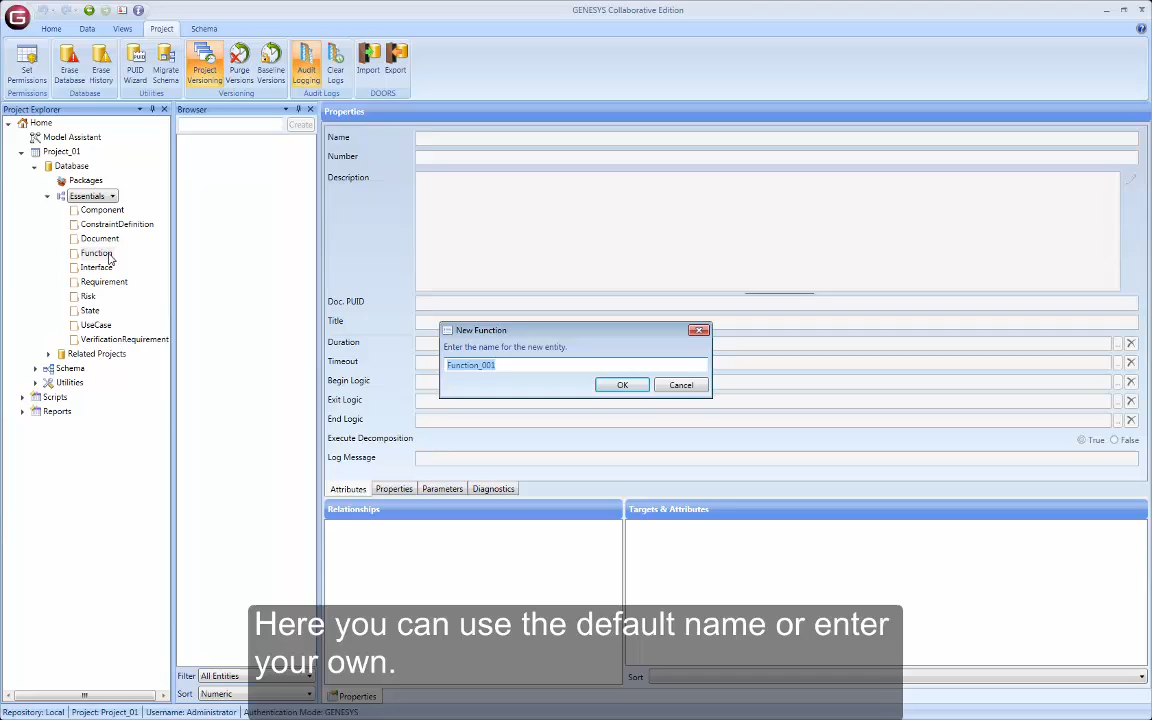 GENESYS Collaborative Edition
Home Data Views Project Schema
Set Permissions
Erase Database
Erase History
PUID Wizard
Migrate Schema
Project Versioning
Purge Versions
Baseline Versions
Audit Logging
Clear Logs
Import
Export
Permissions Database Utilities Versioning Audit Logs DOORS
Project Explorer
Home
Model Assistant
Project_01
Database
Packages
Essentials
Component
ConstraintDefinition
Document
Function
Interface
Requirement
Risk
State
UseCase
VerificationRequirement
Related Projects
Schema
Utilities
Scripts
Reports
Browser
Create
Filter All Entities
Sort Numeric
Properties
Name
Number
Description
Doc. PUID
Title
Duration
Timeout
Begin Logic
Exit Logic
End Logic
Execute Decomposition
True False
Log Message
New Function
Enter the name for the new entity.
Function_001
OK Cancel
Attributes Properties Parameters Diagnostics
Relationships
Targets & Attributes
Sort
Properties
Here you can use the default name or enter
your own.
Repository: Local Project: Project_01 Username: Administrator Authentication Mode: GENESYS